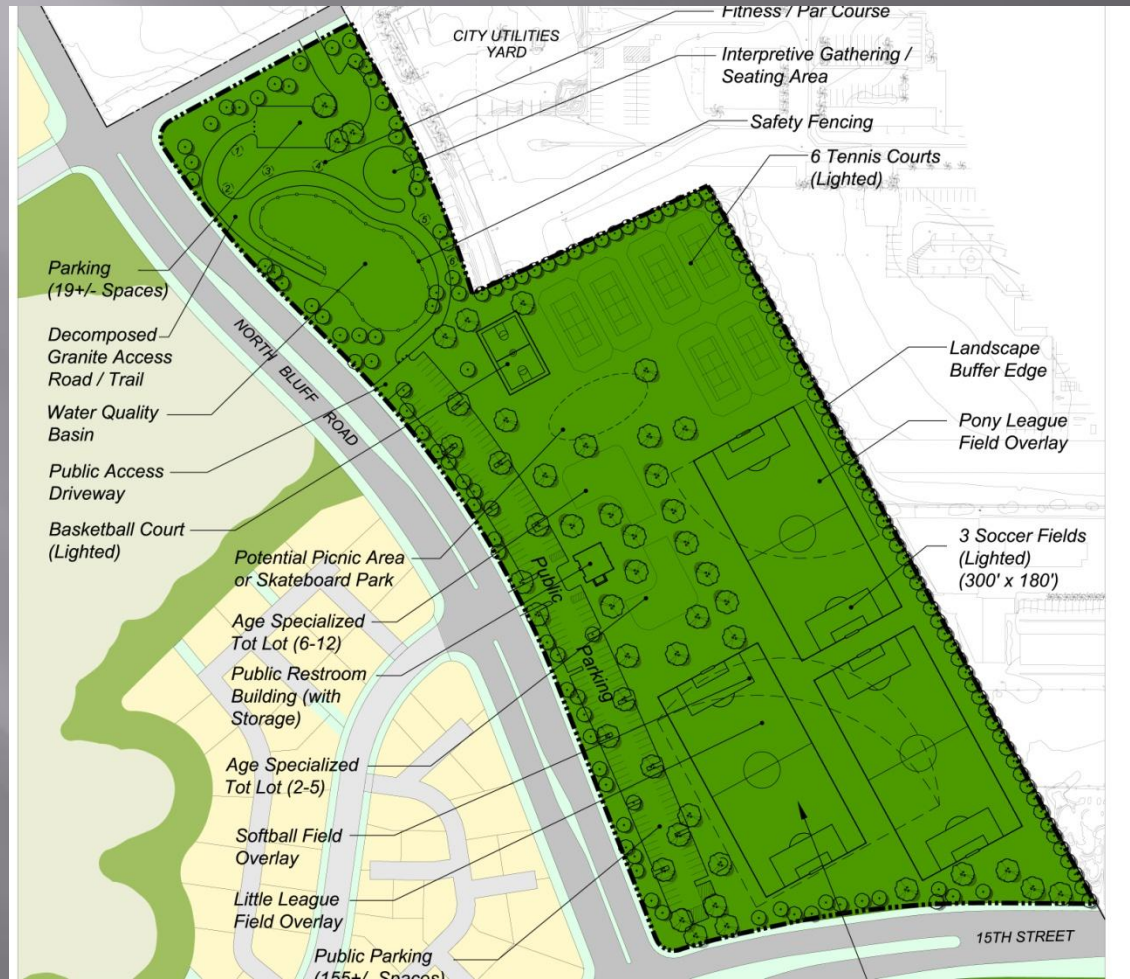 Fitness / Par Course
CITY UTILITIES
YARD
Interpretive Gathering /
Seating Area
Safety Fencing
6 Tennis Courts
(Lighted)
Parking
(19+/- Spaces)
Decomposed
Granite Access
Road / Trail
Water Quality
Basin
Public Access
Driveway
Basketball Court
(Lighted)
NORTH BLUFF ROAD
Landscape
Buffer Edge
Pony League
Field Overlay
3 Soccer Fields
(Lighted)
(300' x 180')
Potential Picnic Area
or Skateboard Park
Age Specialized
Tot Lot (6-12)
Public Restroom
Building (with
Storage)
Age Specialized
Tot Lot (2-5)
Softball Field
Overlay
Little League
Field Overlay
Public Parking
(155+/- Spaces)
Public Parking
15TH STREET